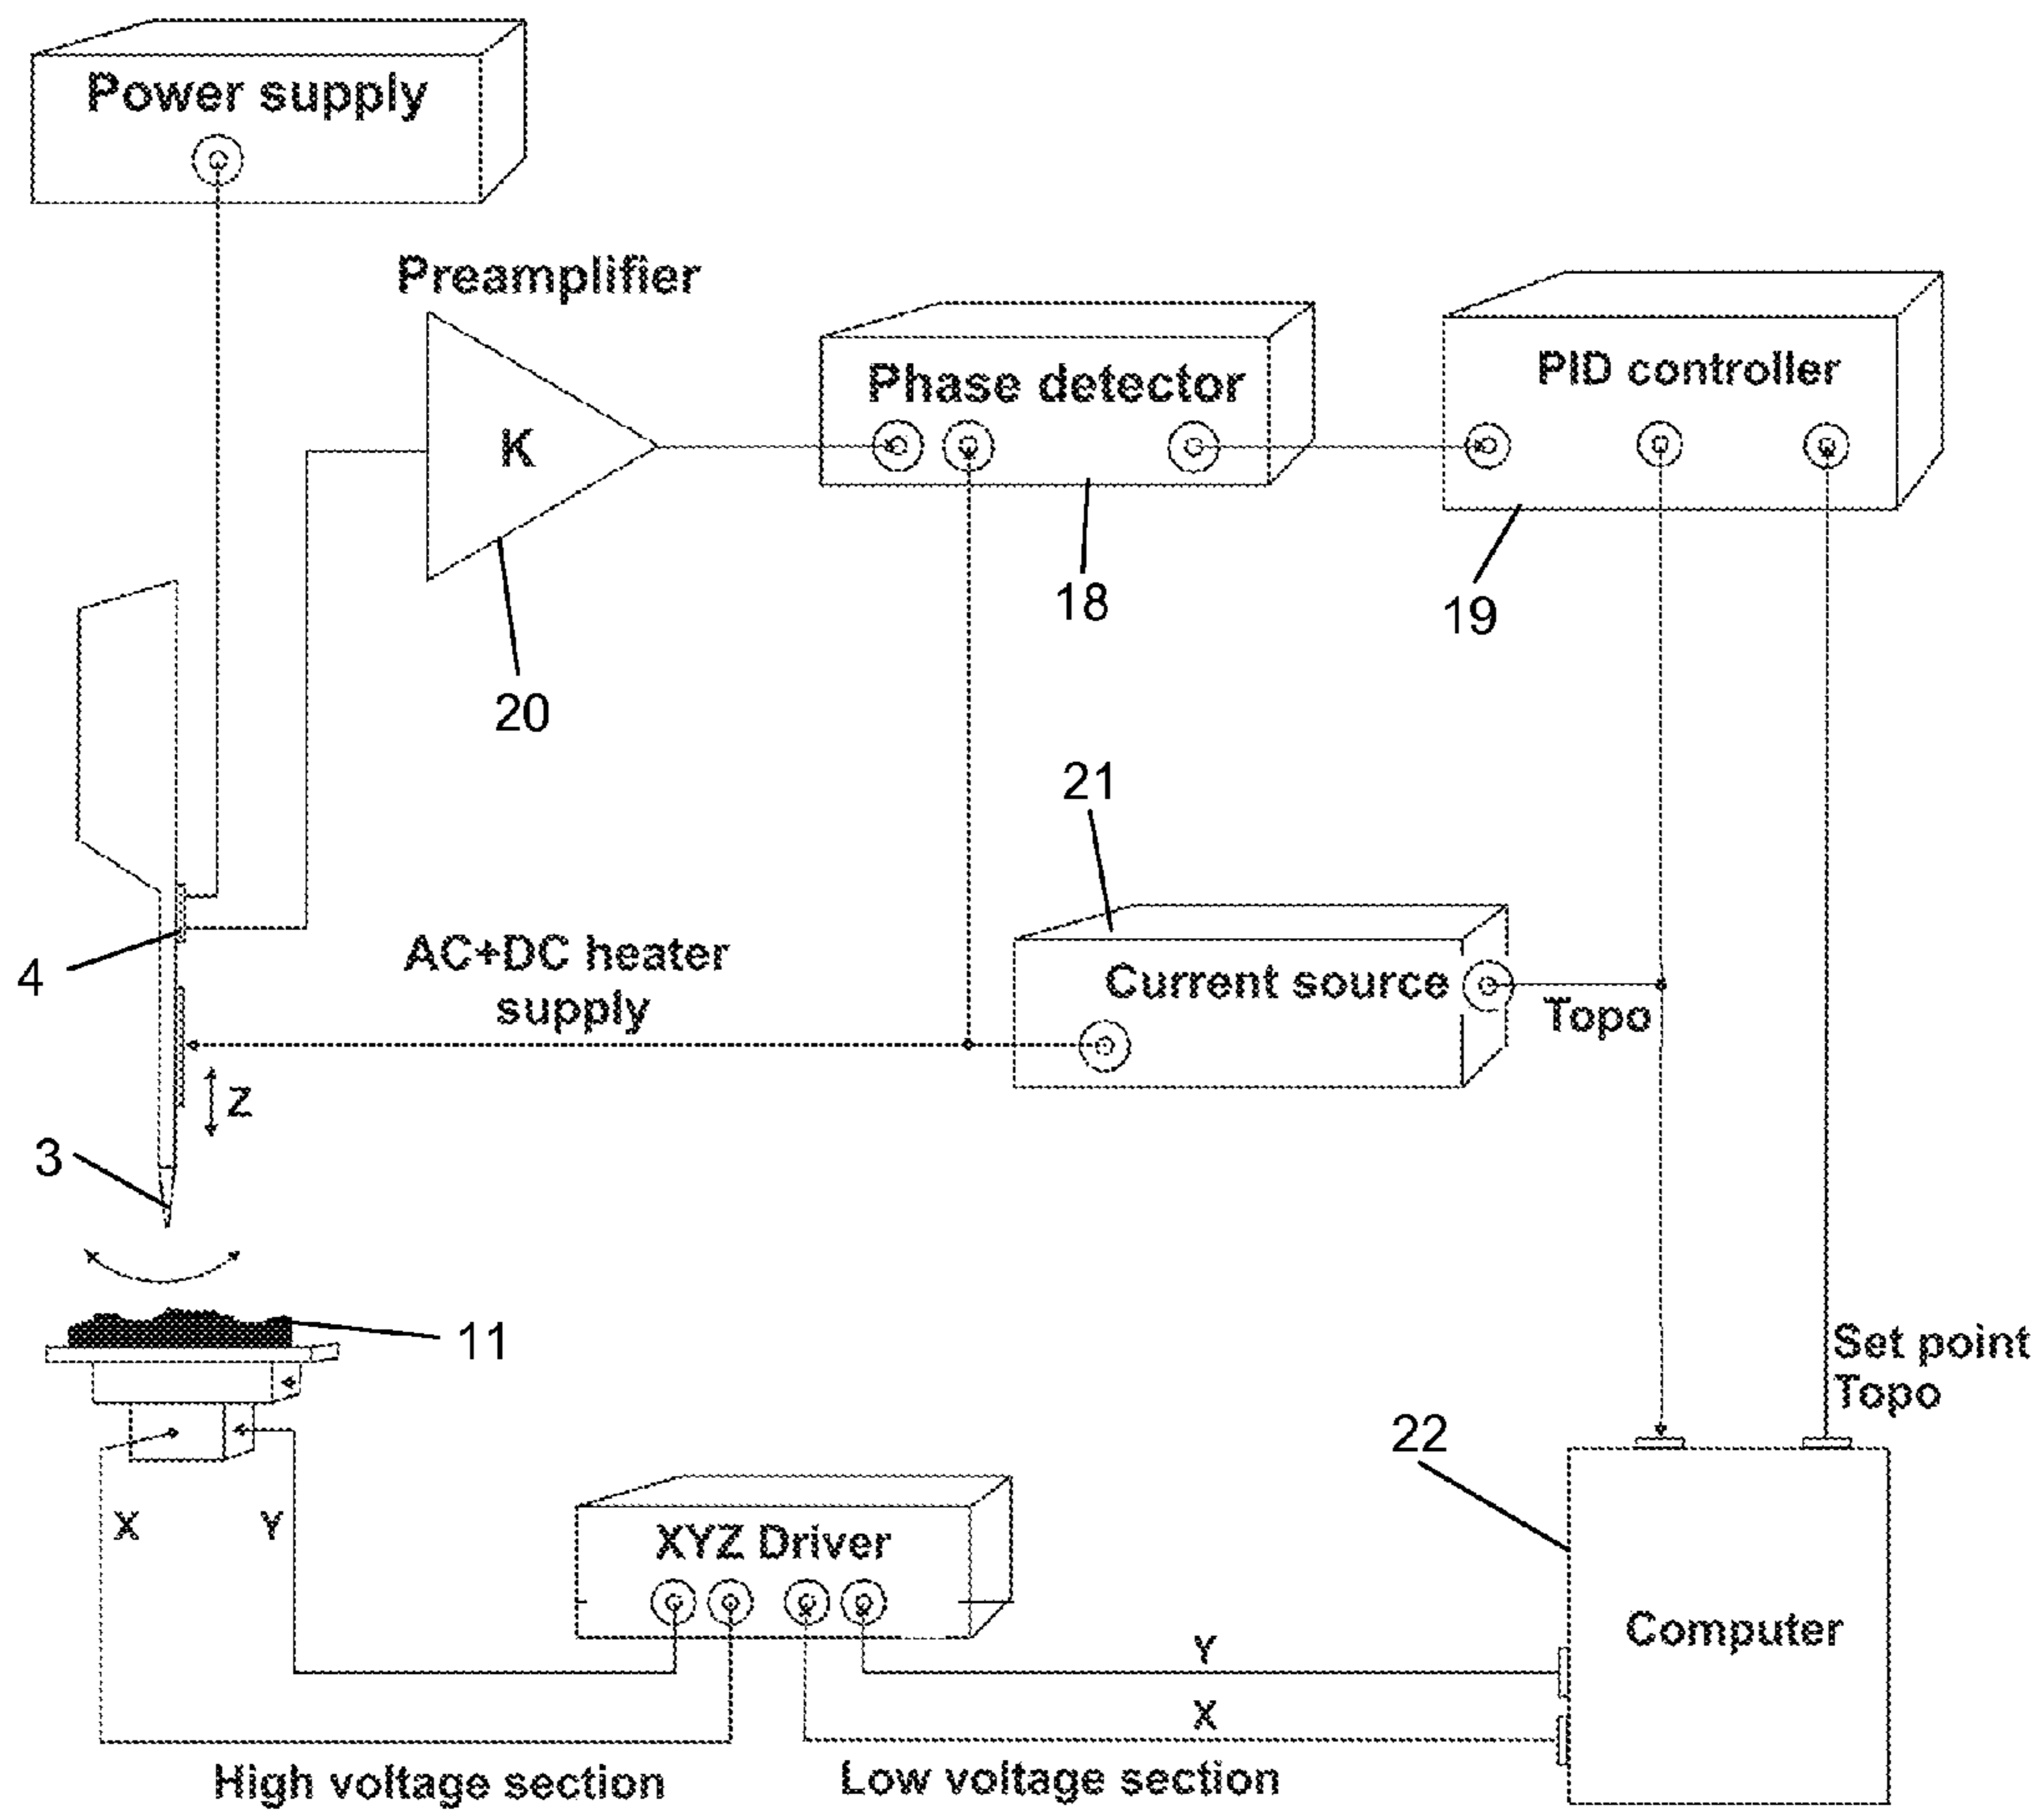 Power supply
Preamplifier
K
Phase detector
PID controller
18
19
20
21
4
AC+DC heater
supply
Current source
Topo
Z
3
11
Set point
Topo
22
X
Y
XYZ Driver
Computer
Y
X
High voltage section
Low voltage section